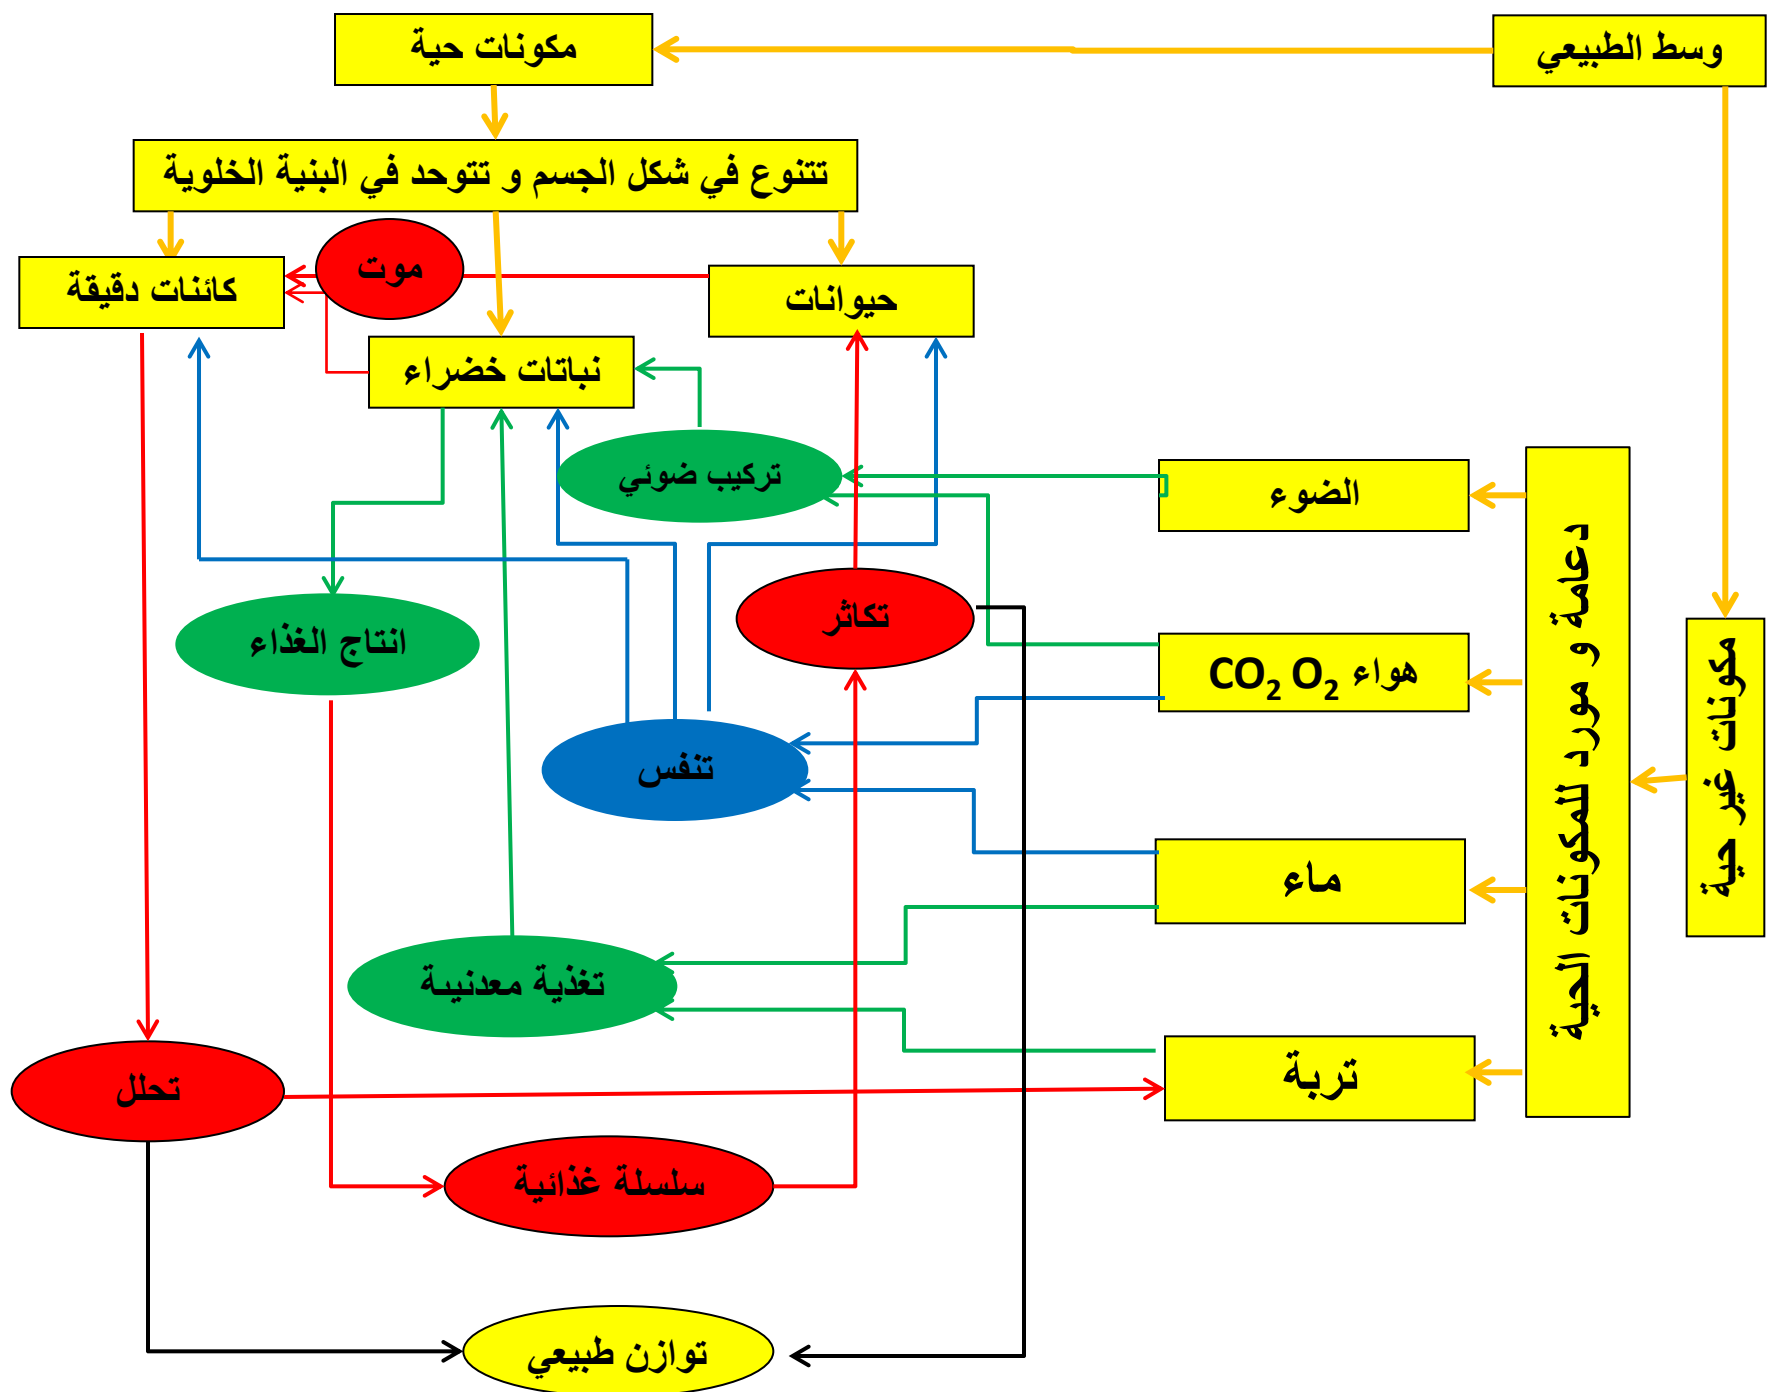 وسط الطبيعي
مكونات حية
تتنوع في شكل الجسم و تتوحد في البنية الخلوية
موت
كائنات دقيقة
حيوانات
نباتات خضراء
تركيب ضوئي
الضوء
تكاثر
انتاج الغذاء
هواء CO₂ O₂
تنفس
ماء
تغذية معدنيىة
تربة
دعامة و مورد للمكونات الحية
مكونات غير حية
تحلل
سلسلة غذائية
توازن طبيعي